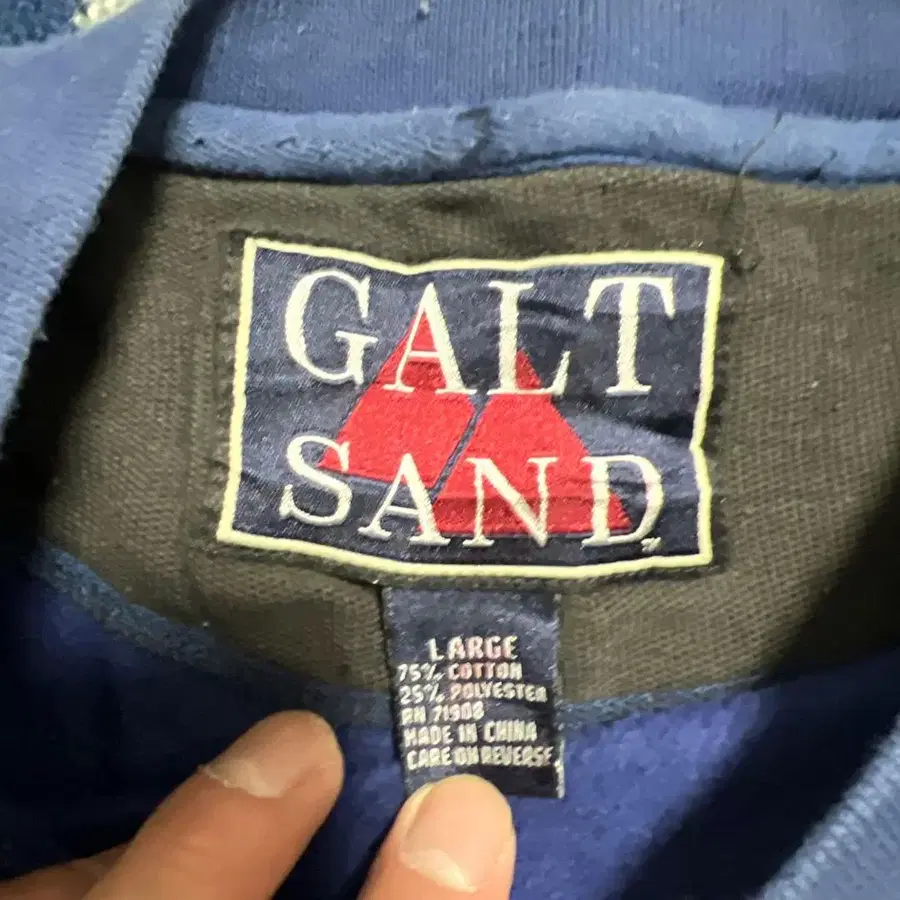 GALT
SAND
LARGE
75% COTTON
25% POLYESTER
RN 71908
MADE IN CHINA
CARE ON REVERSE